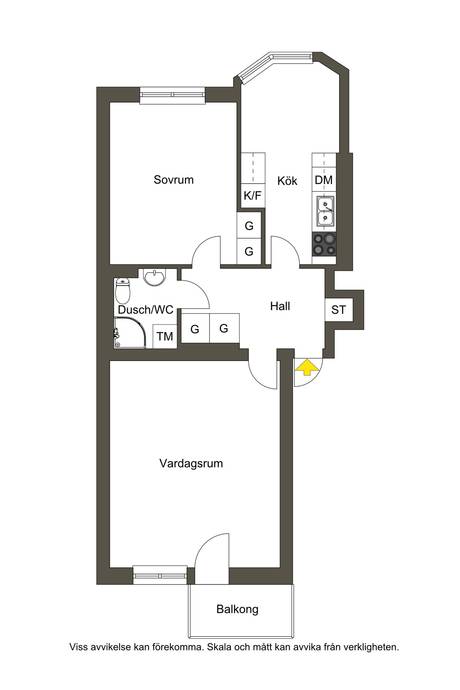 Sovrum
Kök
DM
K/F
G
G
Dusch/WC
Hall
ST
G
G
TM
Vardagsrum
Balkong
Viss avvikelse kan förekomma. Skala och mått kan avvika från verkligheten.